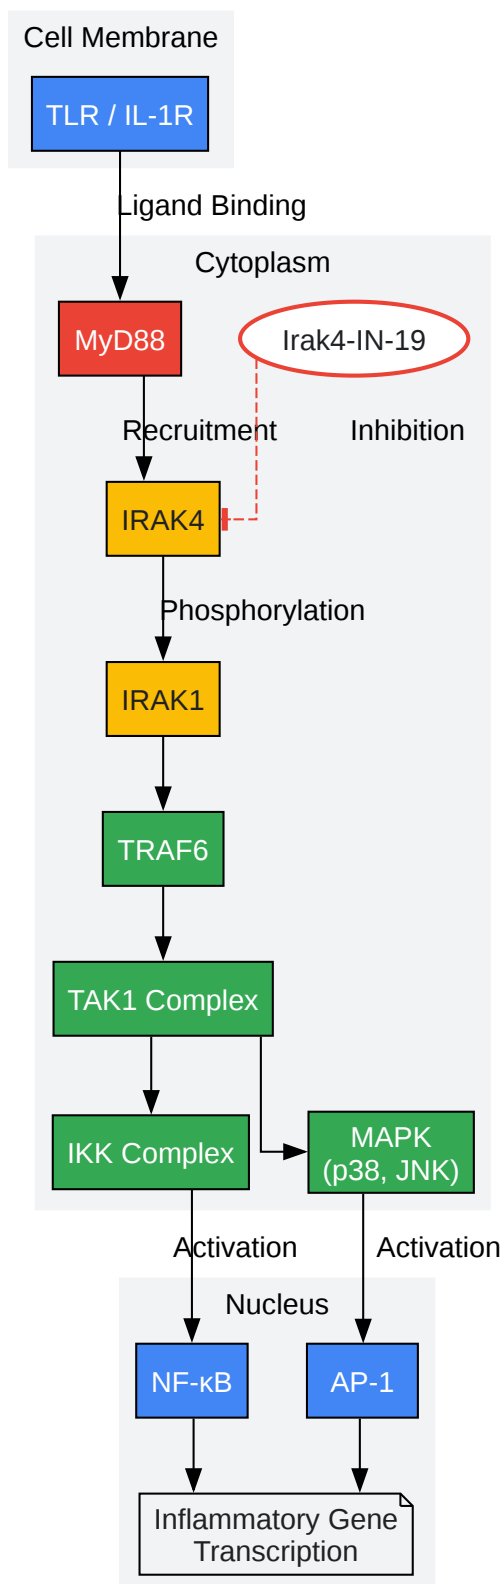 Cell Membrane
TLR / IL-1R
Ligand Binding
Cytoplasm
MyD88
Irak4-IN-19
Recruitment
Inhibition
IRAK4
Phosphorylation
IRAK1
TRAF6
TAK1 Complex
IKK Complex
MAPK
(p38, JNK)
Activation
Activation
Nucleus
NF-κB
AP-1
Inflammatory Gene
Transcription